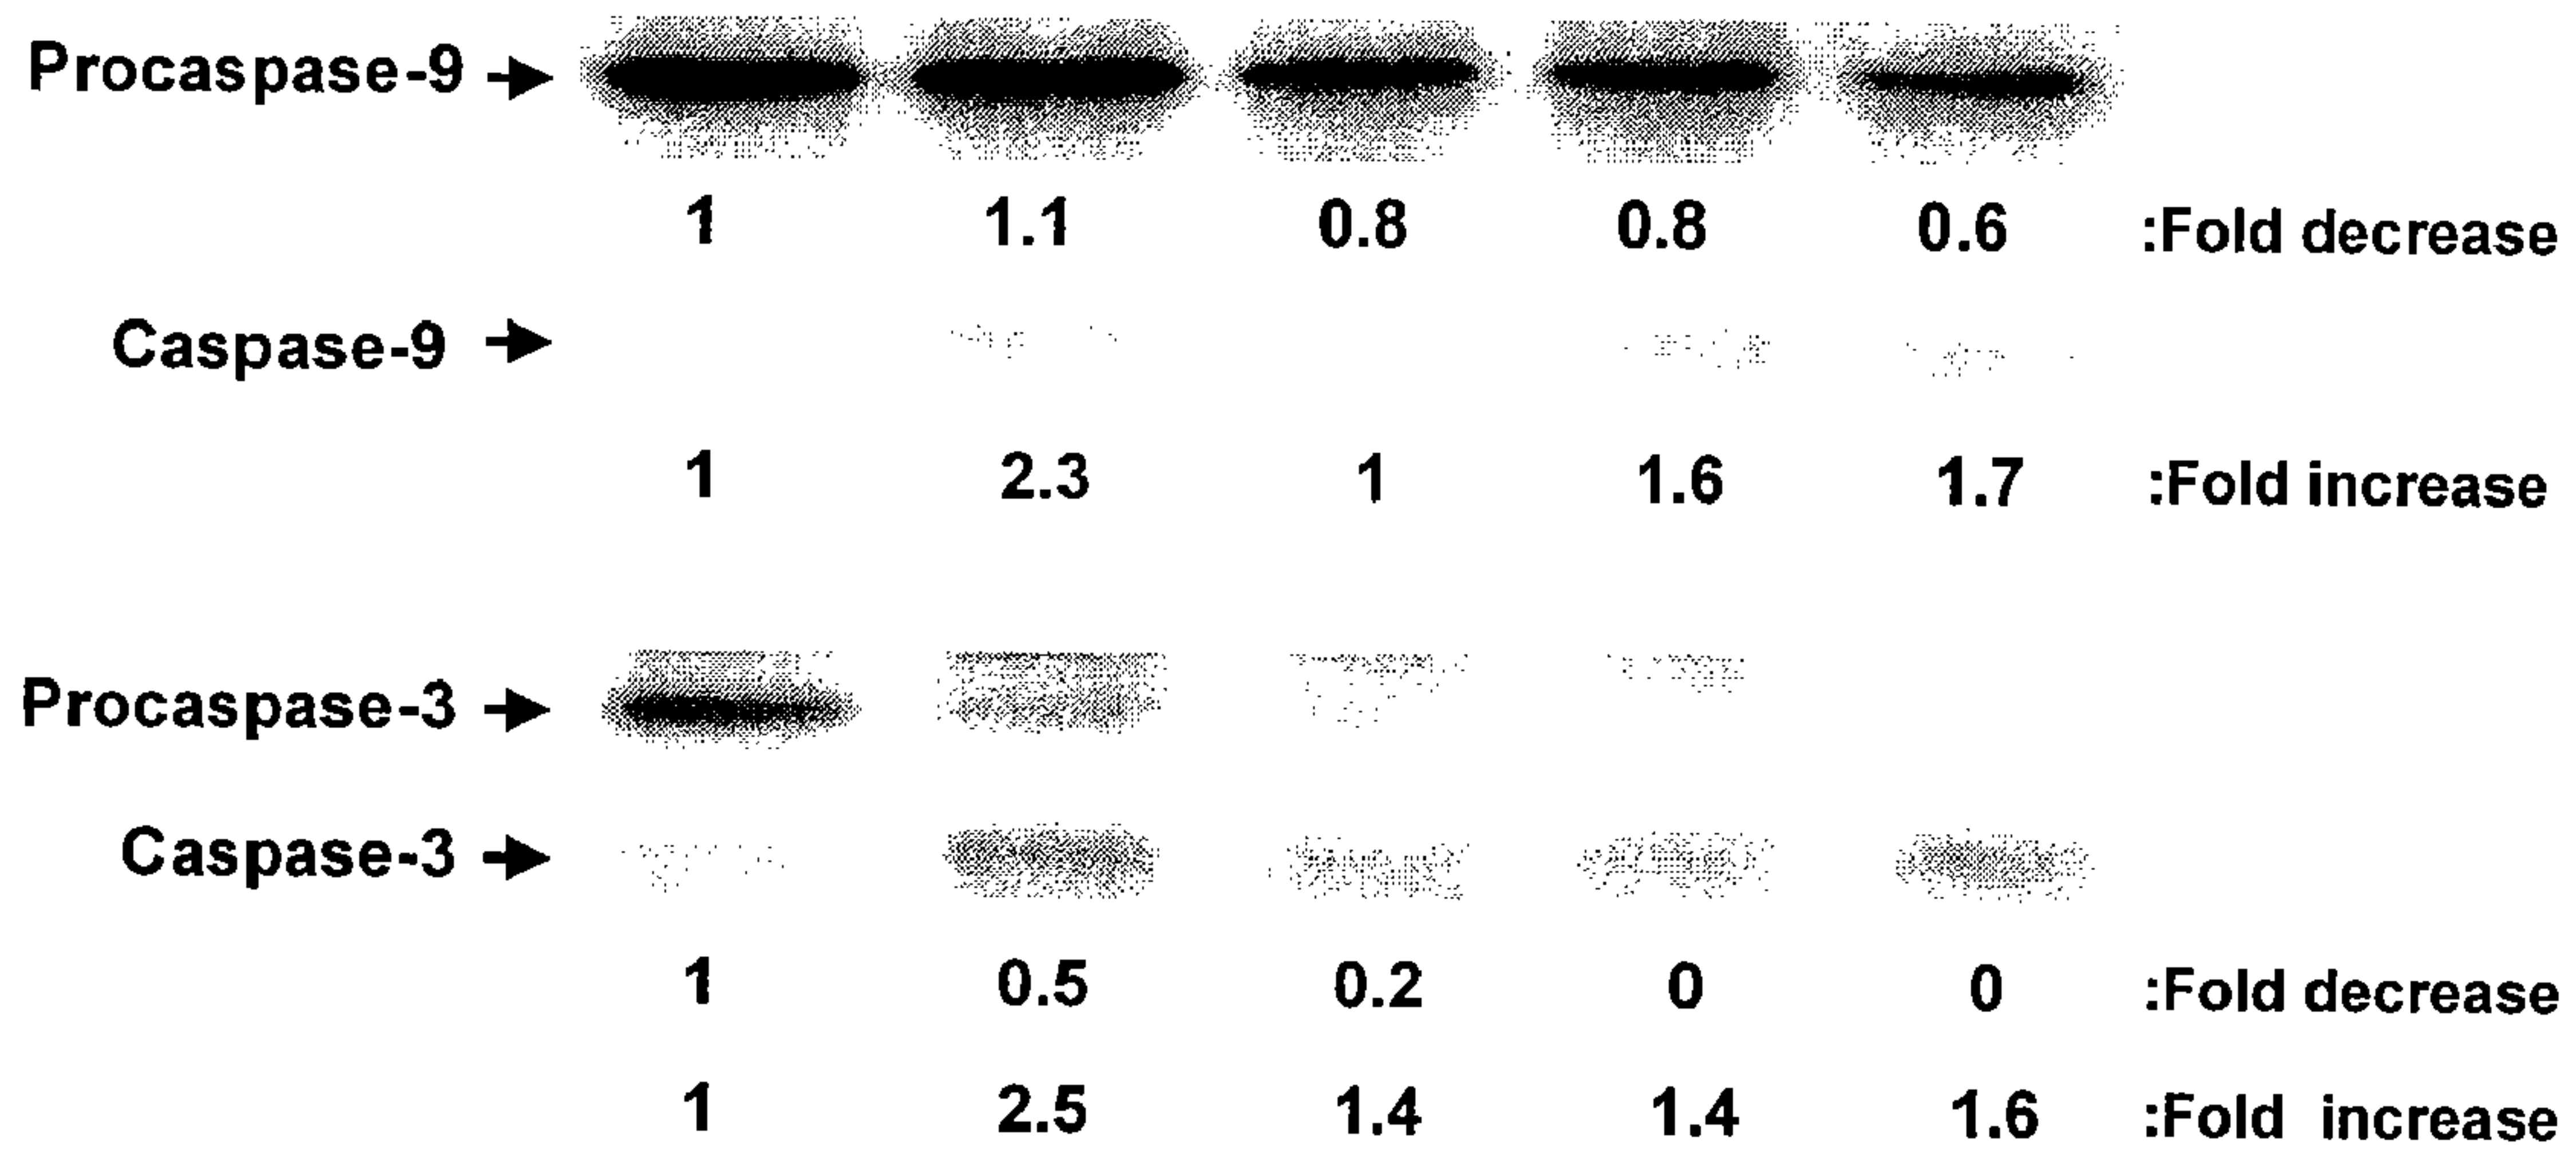 Procaspase-9
1 1.1 0.8 0.8 0.6 :Fold decrease
Caspase-9
1 2.3 1 1.6 1.7 :Fold increase
Procaspase-3
Caspase-3
1 0.5 0.2 0 0 :Fold decrease
1 2.5 1.4 1.4 1.6 :Fold increase